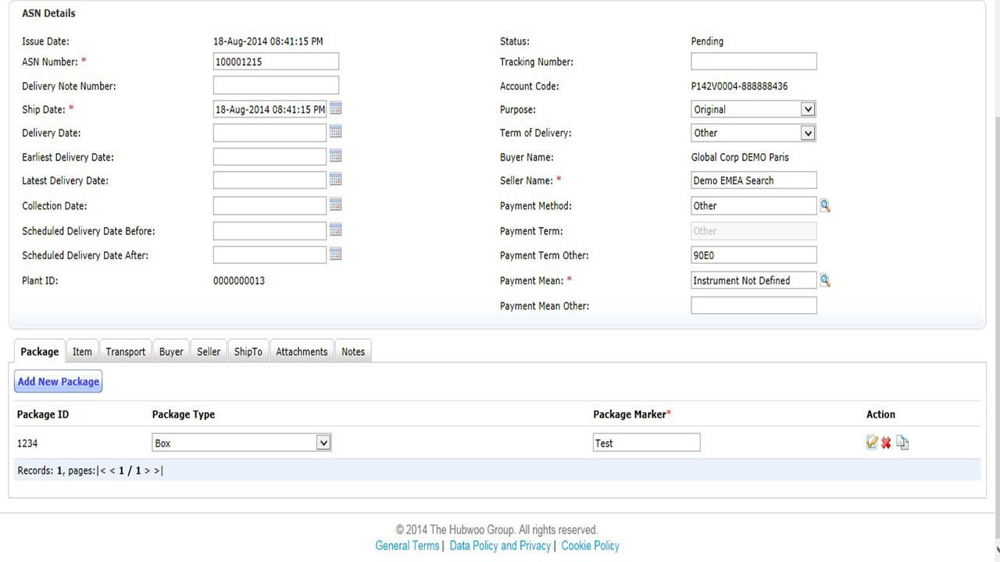 ASN Details
Issue Date: 18-Aug-2014 08:41:15 PM Status: Pending
ASN Number: * 100001215 Tracking Number:
Delivery Note Number: Account Code: P142V0004-888888436
Ship Date: * 18-Aug-2014 08:41:15 PM Purpose: Original
Delivery Date: Term of Delivery: Other
Earliest Delivery Date: Buyer Name: Global Corp DEMO Paris
Latest Delivery Date: Seller Name: * Demo EMEA Search
Collection Date: Payment Method: Other
Scheduled Delivery Date Before: Payment Term: Other
Scheduled Delivery Date After: Payment Term Other: 90E0
Plant ID: 0000000013 Payment Mean: * Instrument Not Defined
Payment Mean Other:
Package Item Transport Buyer Seller ShipTo Attachments Notes
Add New Package
Package ID Package Type Package Marker* Action
1234 Box Test
Records: 1, pages:|< < 1 / 1 > >|
© 2014 The Hubwoo Group. All rights reserved.
General Terms | Data Policy and Privacy | Cookie Policy